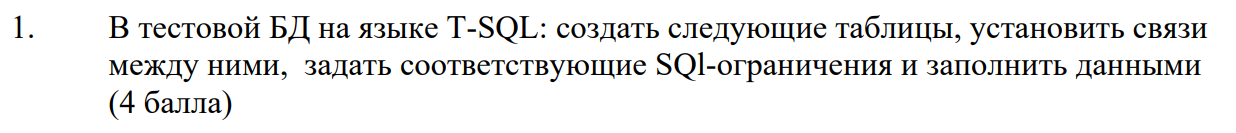 1. В тестовой БД на языке T-SQL: создать следующие таблицы, установить связи
между ними, задать соответствующие SQl-ограничения и заполнить данными
(4 балла)